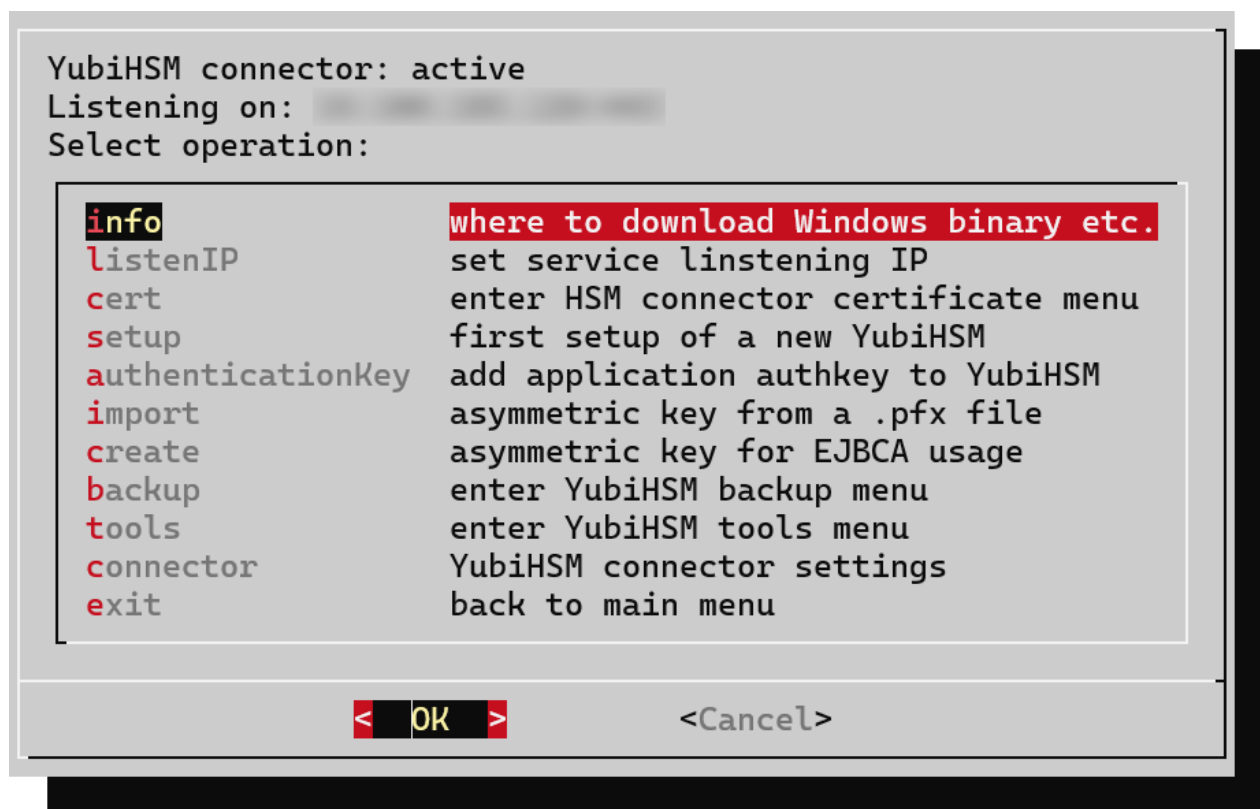 YubiHSM connector: active
Listening on:
Select operation:
info where to download Windows binary etc.
listenIP set service linstening IP
cert enter HSM connector certificate menu
setup first setup of a new YubiHSM
authenticationKey add application authkey to YubiHSM
import asymmetric key from a .pfx file
create asymmetric key for EJBCA usage
backup enter YubiHSM backup menu
tools enter YubiHSM tools menu
connector YubiHSM connector settings
exit back to main menu
< OK > <Cancel>